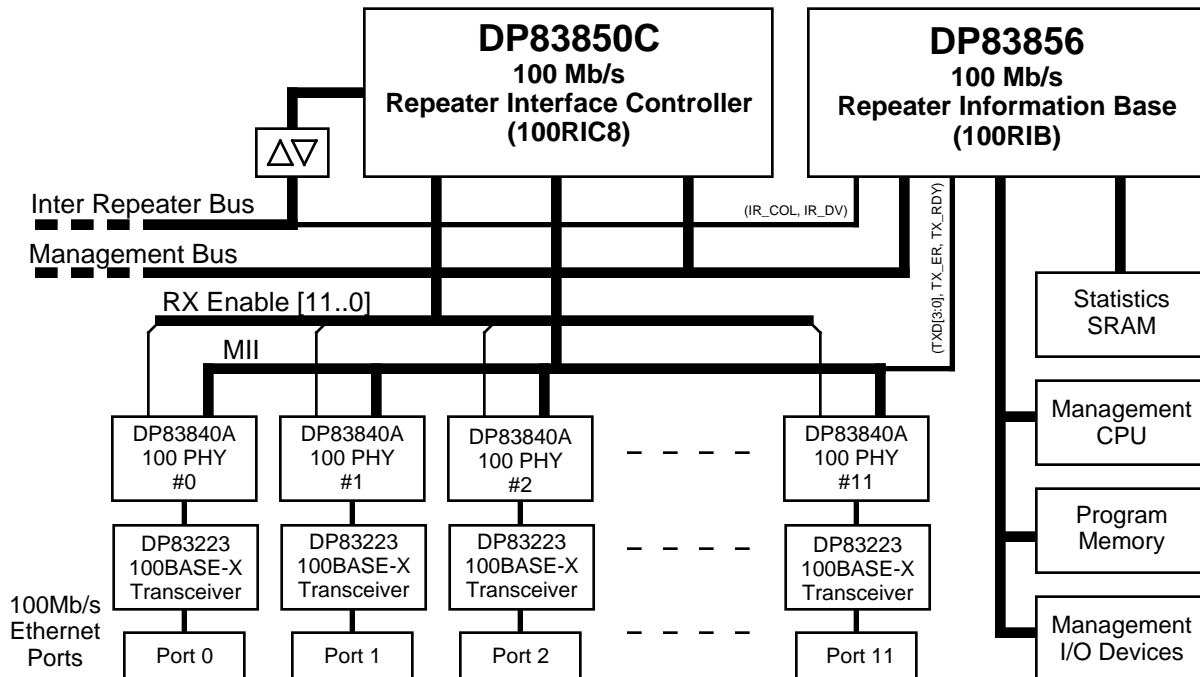 DP83850C
100 Mb/s
Repeater Interface Controller
(100RIC8)
DP83856
100 Mb/s
Repeater Information Base
(100RIB)
Inter Repeater Bus
(IR_COL, IR_DV)
(TXD[3:0], TX_ER, TX_RDY)
Management Bus
RX Enable [11..0]
MII
Statistics
SRAM
Management
CPU
Program
Memory
Management
I/O Devices
DP83840A
100 PHY
#0
DP83840A
100 PHY
#1
DP83840A
100 PHY
#2
DP83840A
100 PHY
#11
DP83223
100BASE-X
Transceiver
DP83223
100BASE-X
Transceiver
DP83223
100BASE-X
Transceiver
DP83223
100BASE-X
Transceiver
100Mb/s
Ethernet
Ports
Port 0
Port 1
Port 2
Port 11